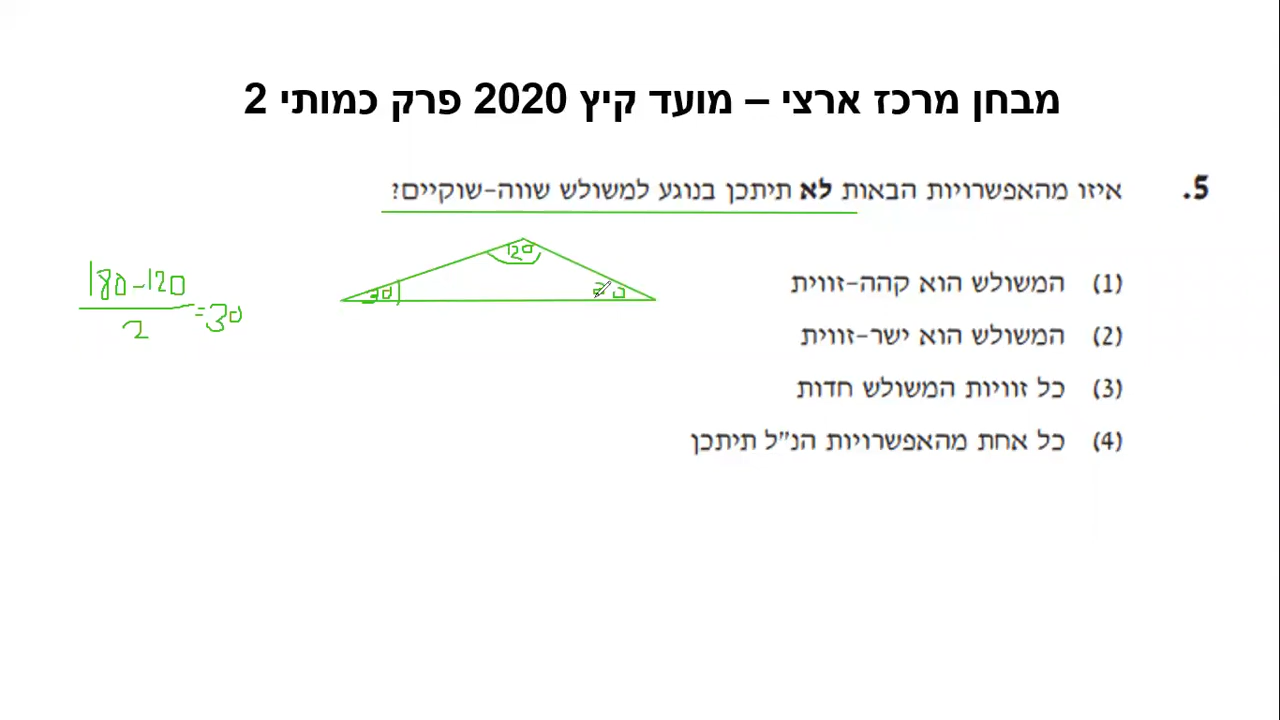 מבחן מרכז ארצי – מועד קיץ 2020 פרק כמותי 2
5. איזו מהאפשרויות הבאות לא תיתכן בנוגע למשולש שווה-שוקיים?
(1) המשולש הוא קהה-זווית
(2) המשולש הוא ישר-זווית
(3) כל זוויות המשולש חדות
(4) כל אחת מהאפשרויות הנ"ל תיתכן
120
30
180-120
2
=30